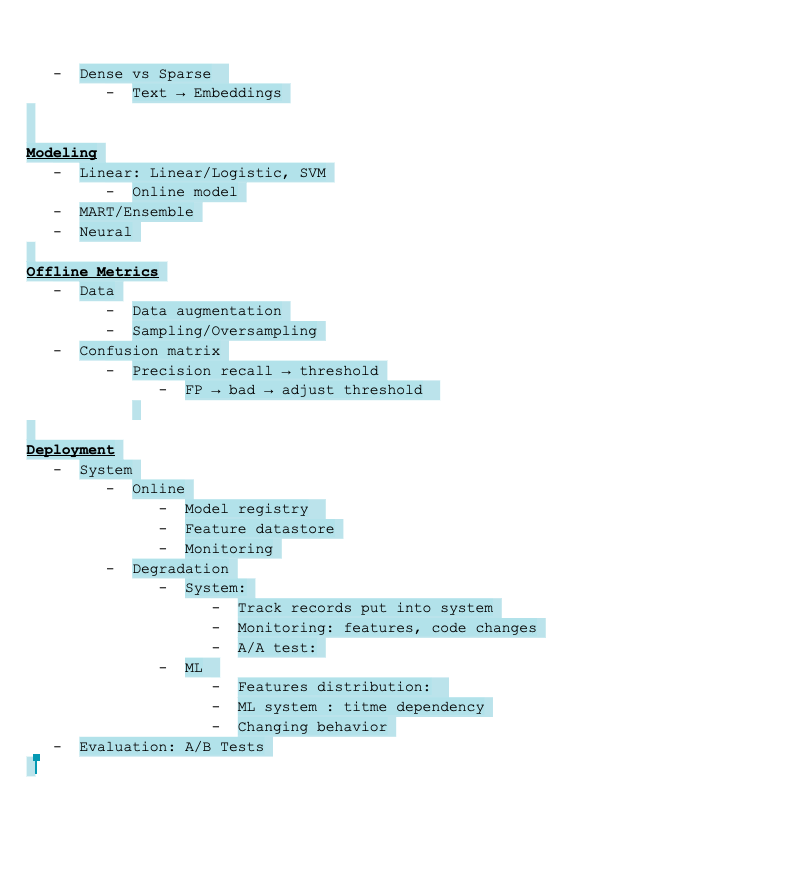 - Dense vs Sparse
- Text → Embeddings
Modeling
- Linear: Linear/Logistic, SVM
- Online model
- MART/Ensemble
- Neural
Offline Metrics
- Data
- Data augmentation
- Sampling/Oversampling
- Confusion matrix
- Precision recall → threshold
- FP → bad → adjust threshold
Deployment
- System
- Online
- Model registry
- Feature datastore
- Monitoring
- Degradation
- System:
- Track records put into system
- Monitoring: features, code changes
- A/A test:
- ML
- Features distribution:
- ML system : titme dependency
- Changing behavior
- Evaluation: A/B Tests